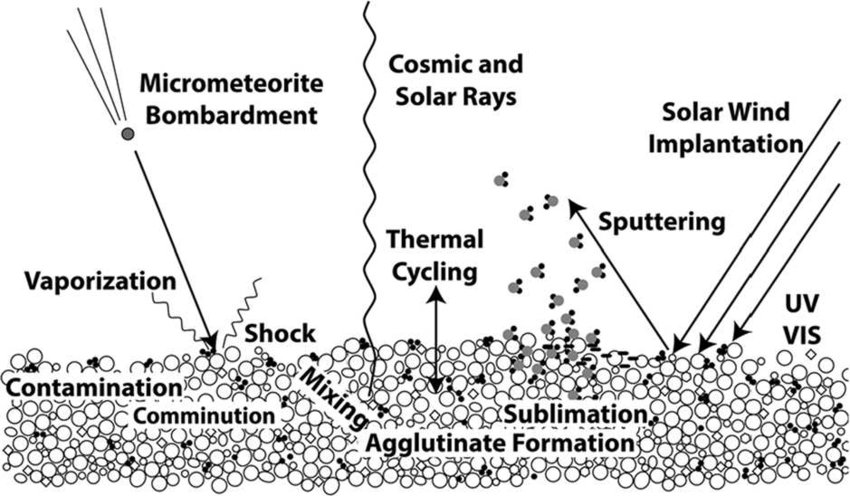 Micrometeorite
Bombardment
Cosmic and
Solar Rays
Solar Wind
Implantation
Sputtering
Thermal
Cycling
Vaporization
Shock
UV
VIS
Contamination
Comminution
Mixing
Sublimation
Agglutinate Formation